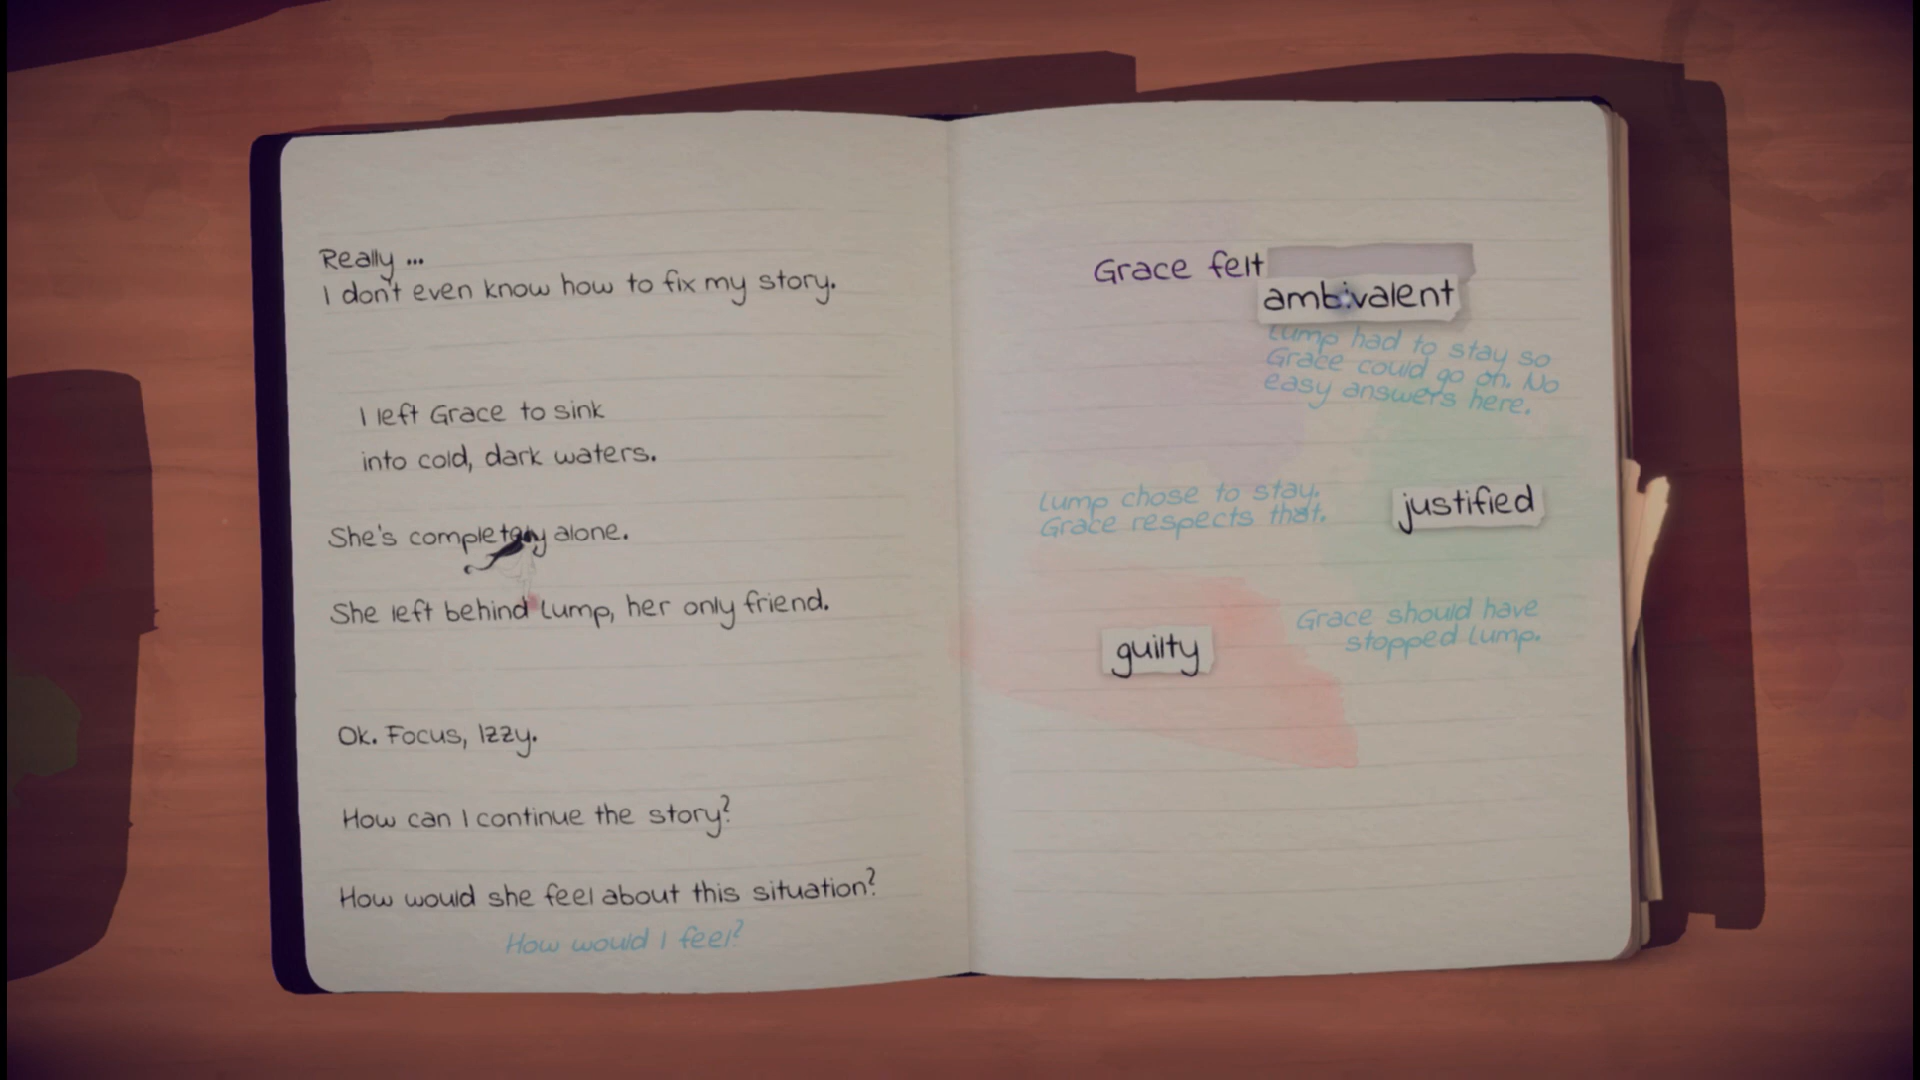 Really ...
I don't even know how to fix my story.
I left Grace to sink
into cold, dark waters.
She's completely alone.
She left behind Lump, her only friend.
Ok. Focus, Izzy.
How can I continue the story?
How would she feel about this situation?
How would I feel?
Grace felt
ambivalent
Lump had to stay so
Grace could go on. No
easy answers here.
Lump chose to stay.
Grace respects that.
justified
Grace should have
stopped Lump.
guilty